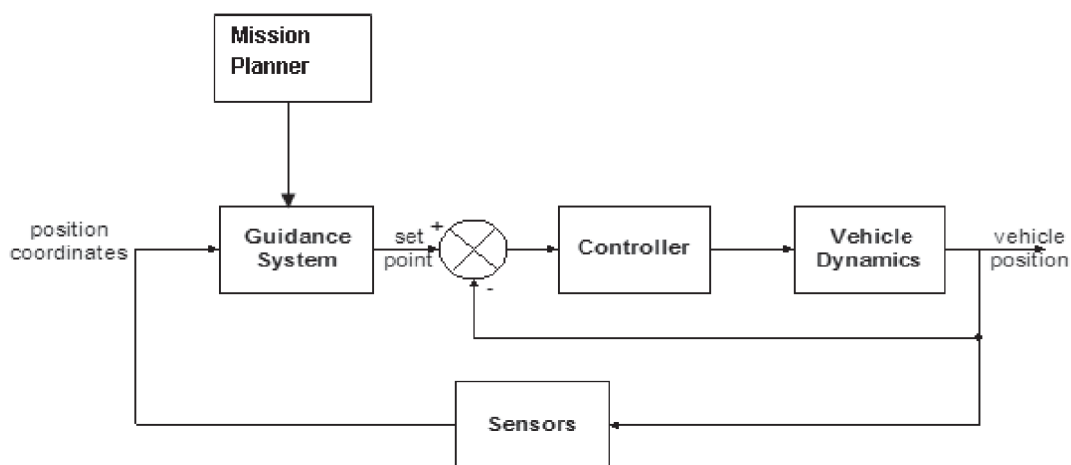 Mission
Planner
position
coordinates
Guidance
System
set
point
+
-
Controller
Vehicle
Dynamics
vehicle
position
Sensors